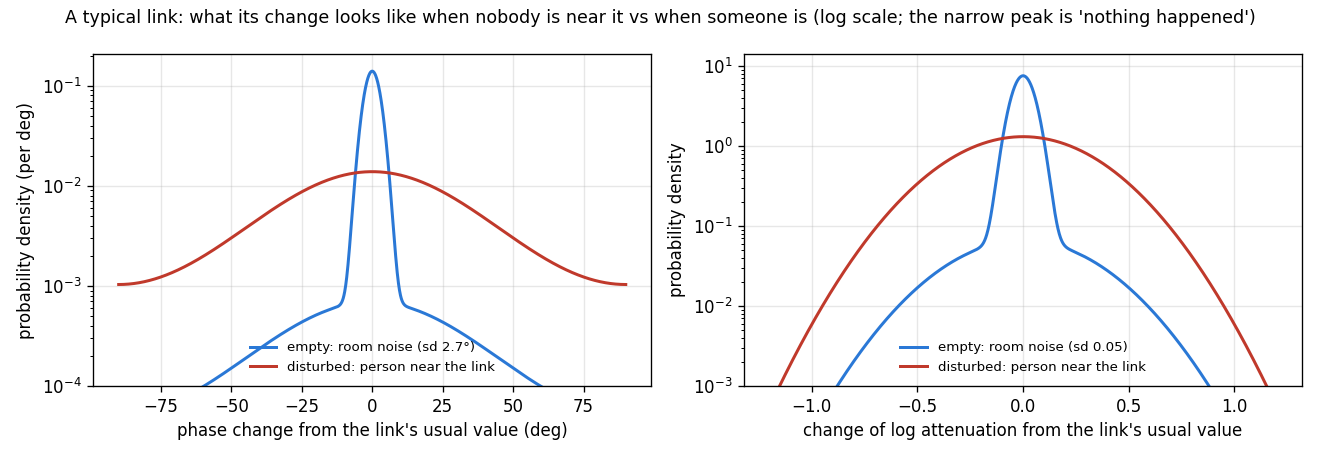 A typical link: what its change looks like when nobody is near it vs when someone is (log scale; the narrow peak is 'nothing happened')
probability density (per deg)
10⁻¹
10⁻²
10⁻³
10⁻⁴
empty: room noise (sd 2.7°)
disturbed: person near the link
−75
−50
−25
0
25
50
75
phase change from the link's usual value (deg)
probability density
10¹
10⁰
10⁻¹
10⁻²
10⁻³
empty: room noise (sd 0.05)
disturbed: person near the link
−1.0
−0.5
0.0
0.5
1.0
change of log attenuation from the link's usual value